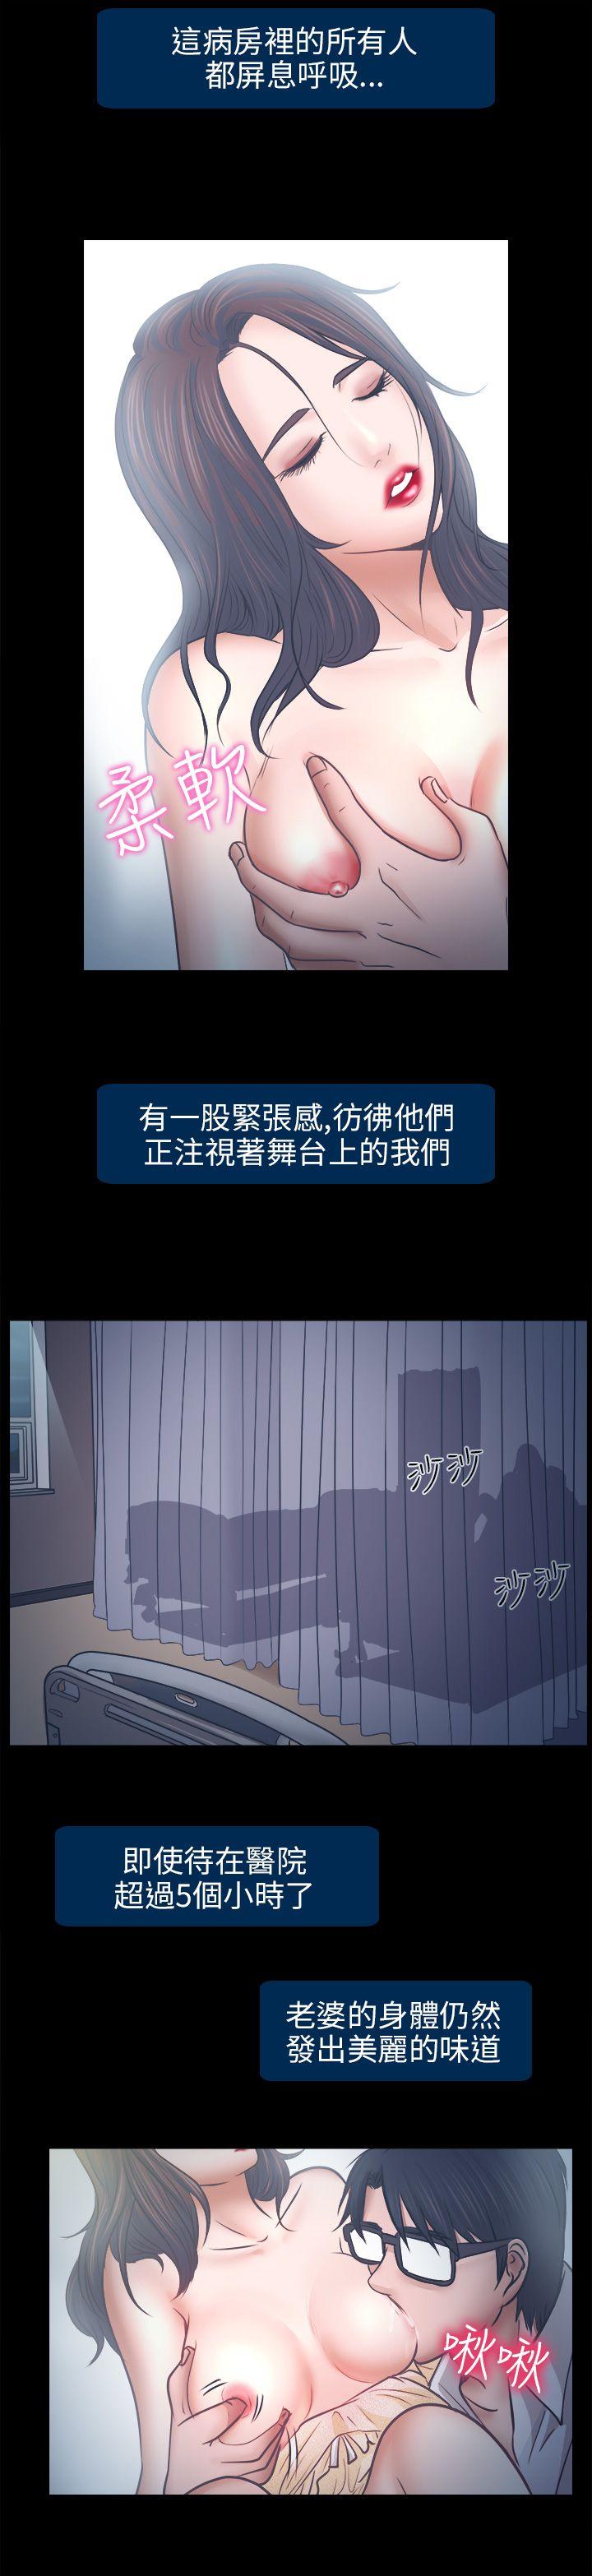 這病房裡的所有人
都屏息呼吸...
柔軟
有一股緊張感,彷彿他們
正注視著舞台上的我們
沙沙
沙沙
即使待在醫院
超過5個小時了
老婆的身體仍然
發出美麗的味道
啾啾